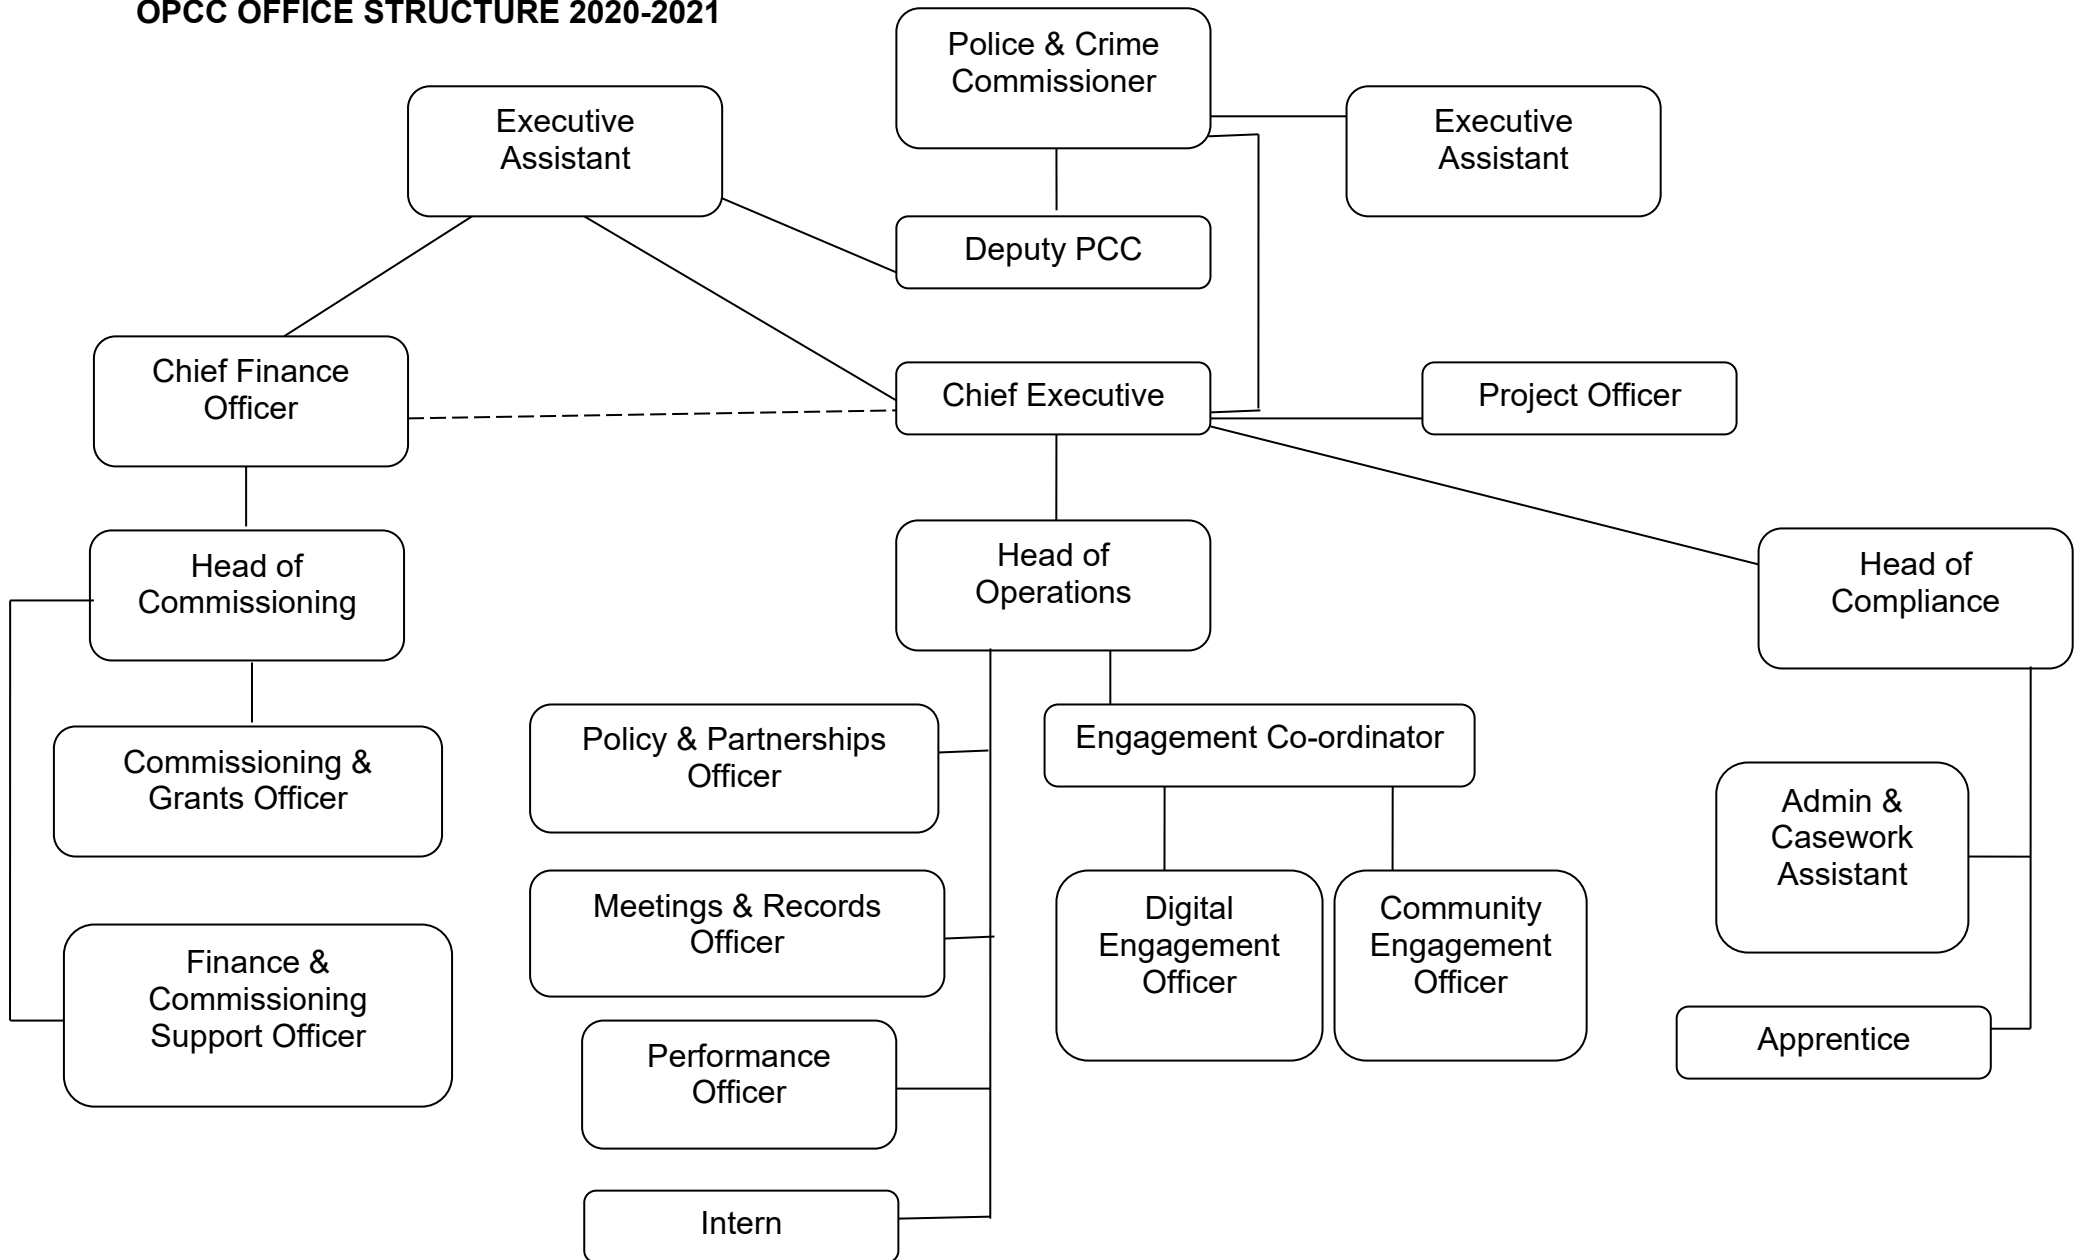 OPCC OFFICE STRUCTURE 2020-2021
Police & Crime
Commissioner
Executive
Assistant
Executive
Assistant
Deputy PCC
Chief Finance
Officer
Chief Executive
Project Officer
Head of
Commissioning
Head of
Operations
Head of
Compliance
Commissioning &
Grants Officer
Policy & Partnerships
Officer
Engagement Co-ordinator
Admin &
Casework
Assistant
Meetings & Records
Officer
Digital
Engagement
Officer
Community
Engagement
Officer
Finance &
Commissioning
Support Officer
Performance
Officer
Apprentice
Intern